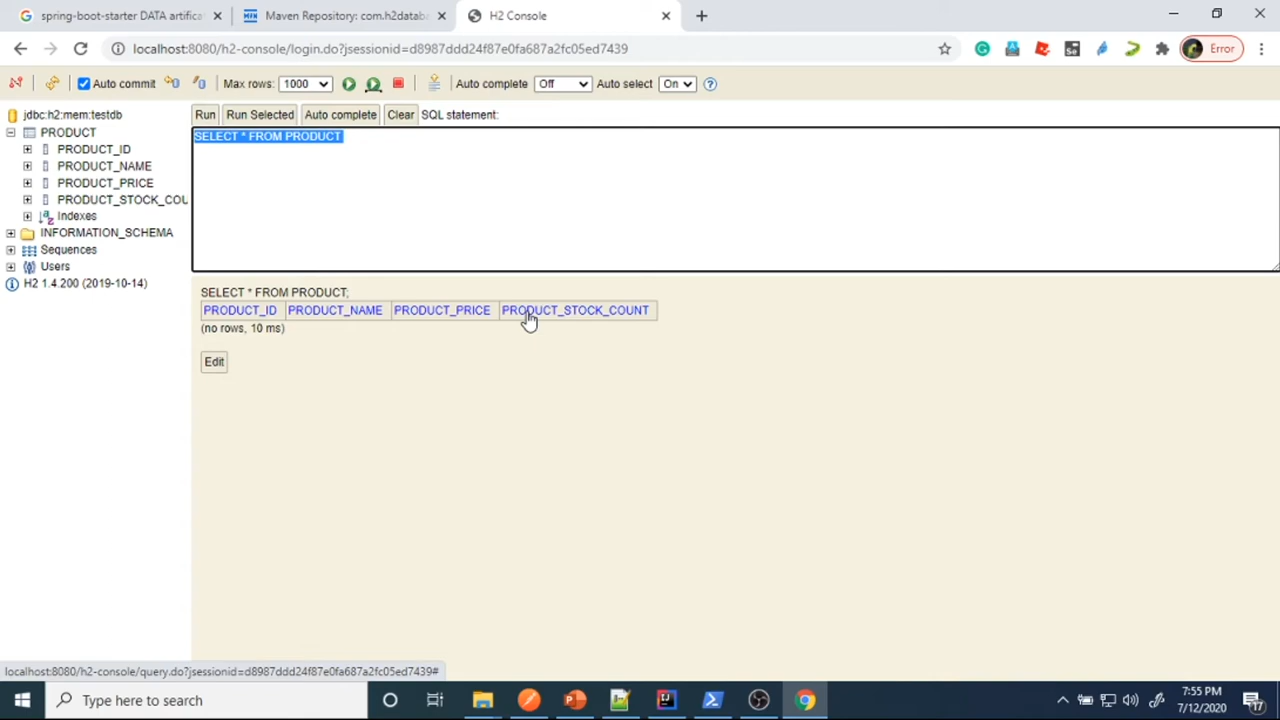 spring-boot-starter DATA artifica
Maven Repository: com.h2databa
H2 Console
localhost:8080/h2-console/login.do?jsessionid=d8987ddd24f87e0fa687a2fc05ed7439
Error
Auto commit
Max rows: 1000
Auto complete Off
Auto select On
jdbc:h2:mem:testdb
PRODUCT
PRODUCT_ID
PRODUCT_NAME
PRODUCT_PRICE
PRODUCT_STOCK_COU
Indexes
INFORMATION_SCHEMA
Sequences
Users
H2 1.4.200 (2019-10-14)
Run Run Selected Auto complete Clear SQL statement:
SELECT * FROM PRODUCT
SELECT * FROM PRODUCT;
PRODUCT_ID PRODUCT_NAME PRODUCT_PRICE PRODUCT_STOCK_COUNT
(no rows, 10 ms)
Edit
localhost:8080/h2-console/query.do?jsessionid=d8987ddd24f87e0fa687a2fc05ed7439#
Type here to search
7:55 PM
7/12/2020
17